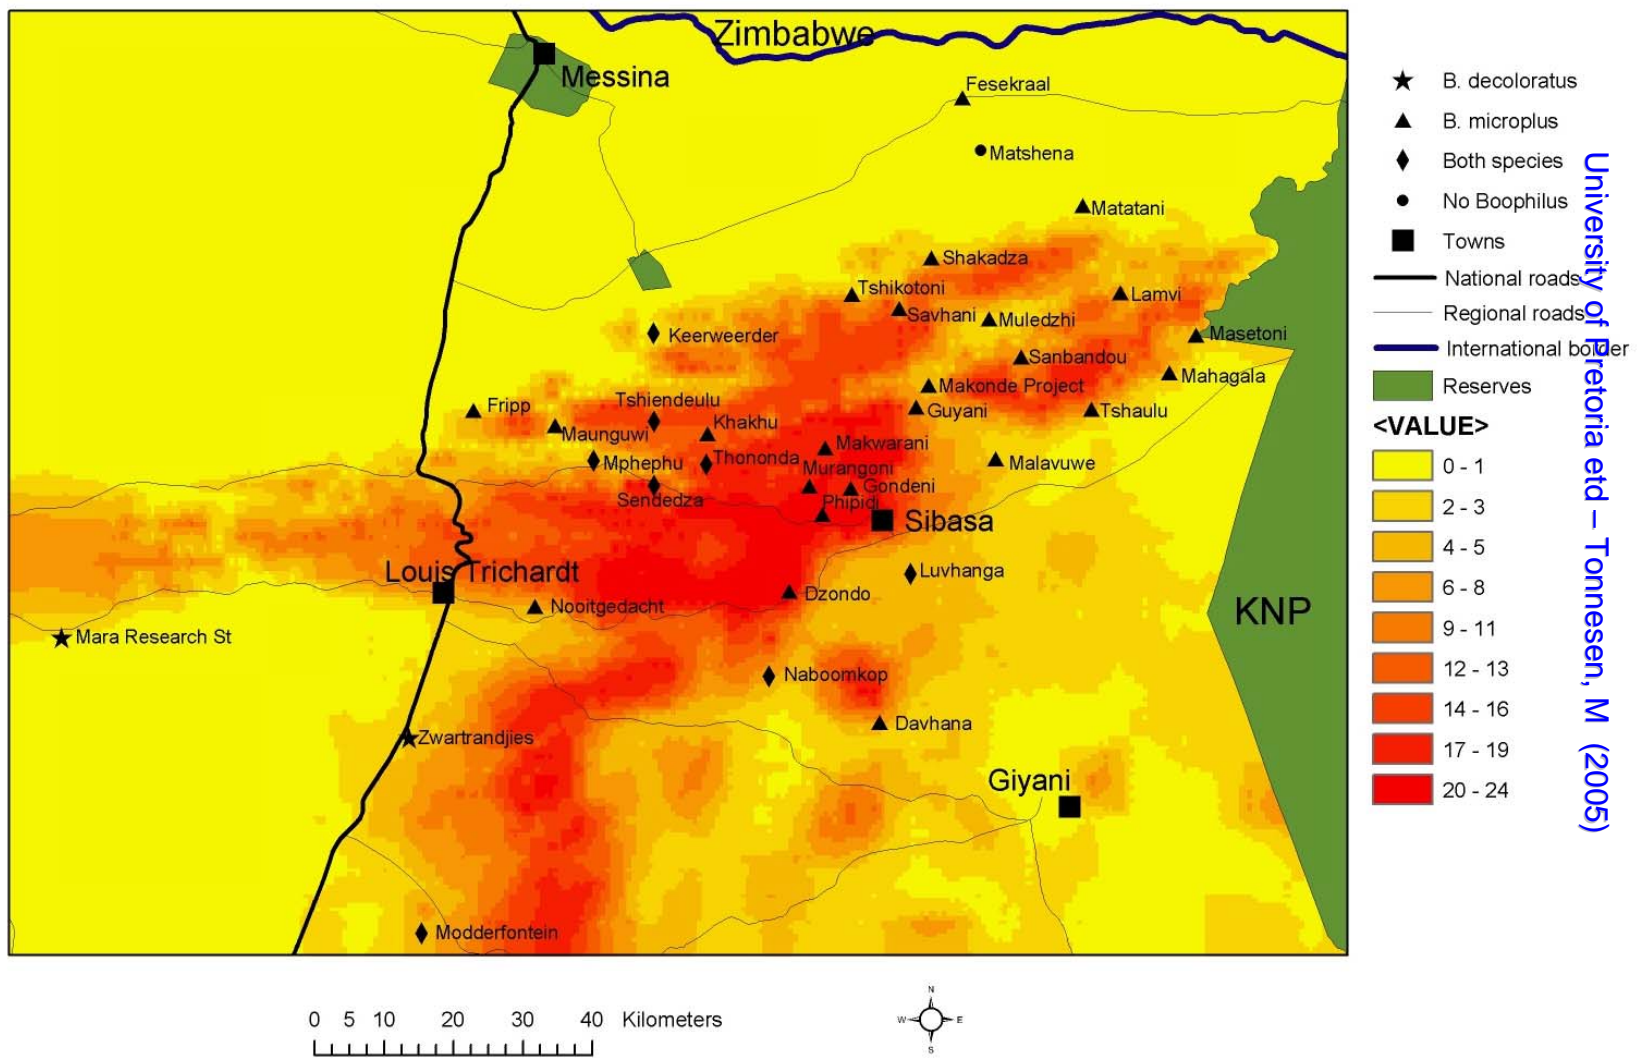 Zimbabwe
Messina
Fesekraal
Matshena
Matatani
Shakadza
Tshikotoni
Lamvi
Savhani
Muledzhi
Keerweerder
Masetoni
Sanbandou
Mahagala
Makonde Project
Tshiendeulu
Fripp
Guyani
Tshaulu
Khakhu
Maunguwi
Makwarani
Mphephu
Thononda
Murangoni
Malavuwe
Sendedza
Gondeni
Phipidi
Sibasa
Louis Trichardt
Luvhanga
Dzondo
Nooitgedacht
KNP
Mara Research St
Naboomkop
Davhana
Zwartrandjies
Giyani
Modderfontein
B. decoloratus
B. microplus
Both species
No Boophilus
Towns
National roads
Regional roads
International border
Reserves
<VALUE>
0 - 1
2 - 3
4 - 5
6 - 8
9 - 11
12 - 13
14 - 16
17 - 19
20 - 24
University of Pretoria etd – Tonnesen, M (2005)
0 5 10 20 30 40 Kilometers
N
W E
S